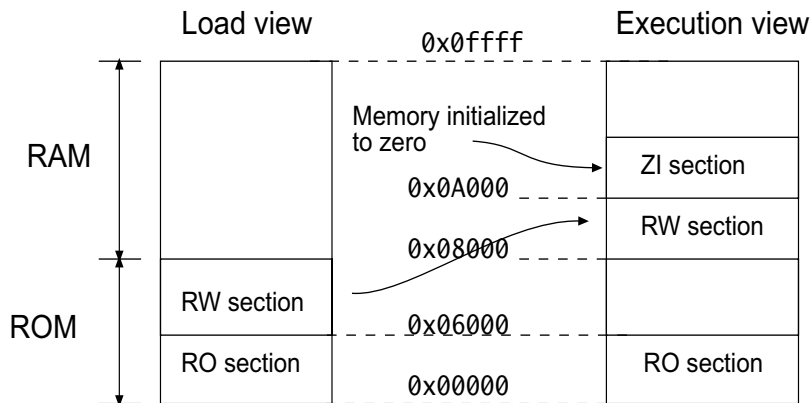 Load view
0x0ffff
Execution view
Memory initialized
to zero
RAM
ZI section
0x0A000
RW section
0x08000
RW section
ROM
0x06000
RO section
RO section
0x00000